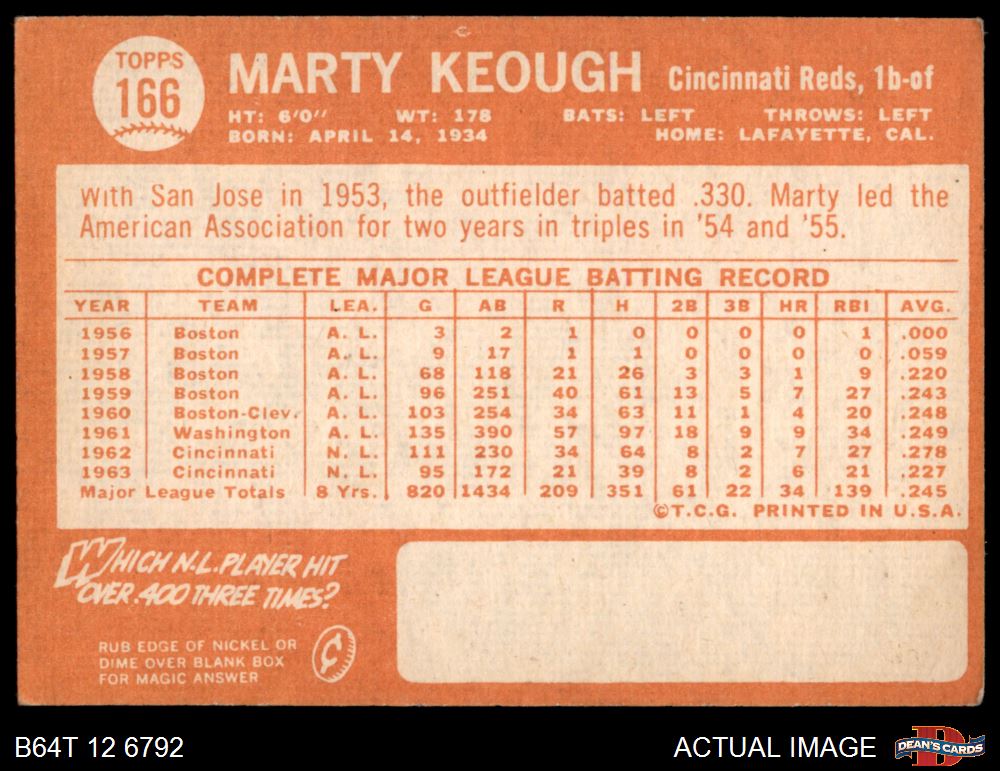 TOPPS
166
MARTY KEOUGH Cincinnati Reds, 1b-of
HT: 6'0" WT: 178 BATS: LEFT THROWS: LEFT
BORN: APRIL 14, 1934 HOME: LAFAYETTE, CAL.
With San Jose in 1953, the outfielder batted .330. Marty led the
American Association for two years in triples in '54 and '55.
COMPLETE MAJOR LEAGUE BATTING RECORD
YEAR TEAM LEA. G AB R H 2B 3B HR RBI AVG.
1956 Boston A. L. 3 2 1 0 0 0 0 1 .000
1957 Boston A. L. 9 17 1 1 0 0 0 0 .059
1958 Boston A. L. 68 118 21 26 3 3 1 9 .220
1959 Boston A. L. 96 251 40 61 13 5 7 27 .243
1960 Boston-Clev. A. L. 103 254 34 63 11 1 4 20 .248
1961 Washington A. L. 135 390 57 97 18 9 9 34 .249
1962 Cincinnati N. L. 111 230 34 64 8 2 7 27 .278
1963 Cincinnati N. L. 95 172 21 39 8 2 6 21 .227
Major League Totals 8 Yrs. 820 1434 209 351 61 22 34 139 .245
©T.C.G. PRINTED IN U.S.A.
WHICH N.L. PLAYER HIT
OVER .400 THREE TIMES?
RUB EDGE OF NICKEL OR
DIME OVER BLANK BOX
FOR MAGIC ANSWER
¢
B64T 12 6792 ACTUAL IMAGE
D
DEAN'S CARDS